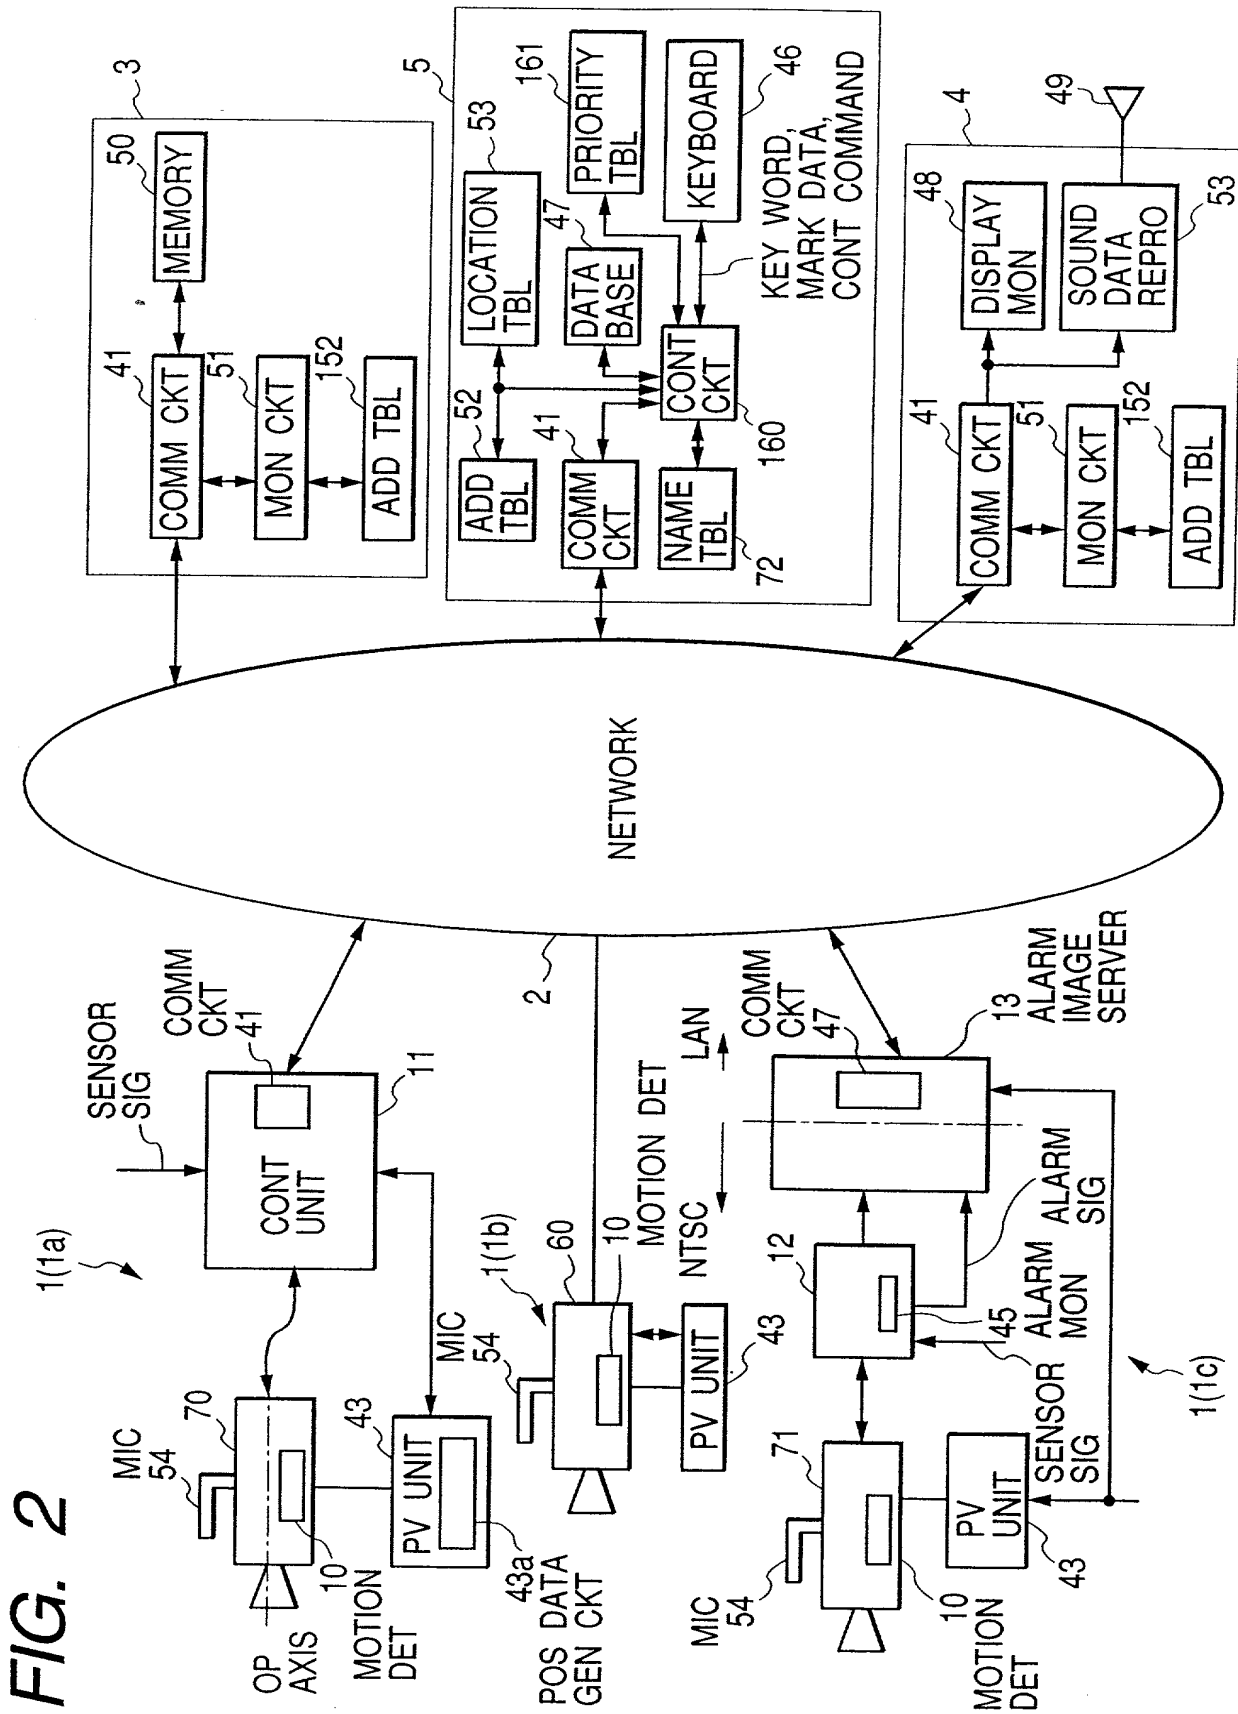 FIG. 2
MIC
54
70
OP
AXIS
10
MOTION
DET
PV UNIT
43
43a
POS DATA
GEN CKT
1(1a)
SENSOR
SIG
CONT
UNIT
COMM
CKT
41
11
MIC
54
1(1b)
60
10
MOTION DET
PV UNIT
43
2
NETWORK
MIC
54
71
10
MOTION
DET
PV
UNIT
43
SENSOR
SIG
12
45
ALARM
MON
ALARM
SIG
NTSC
LAN
COMM
CKT
47
13
ALARM
IMAGE
SERVER
1(1c)
3
41
COMM CKT
50
MEMORY
51
MON CKT
152
ADD TBL
5
52
ADD
TBL
53
LOCATION
TBL
161
PRIORITY
TBL
41
COMM
CKT
47
DATA
BASE
CONT
CKT
160
NAME
TBL
72
KEYBOARD
46
KEY WORD,
MARK DATA,
CONT COMMAND
4
41
COMM CKT
48
DISPLAY
MON
49
51
MON CKT
SOUND
DATA
REPRO
53
152
ADD TBL